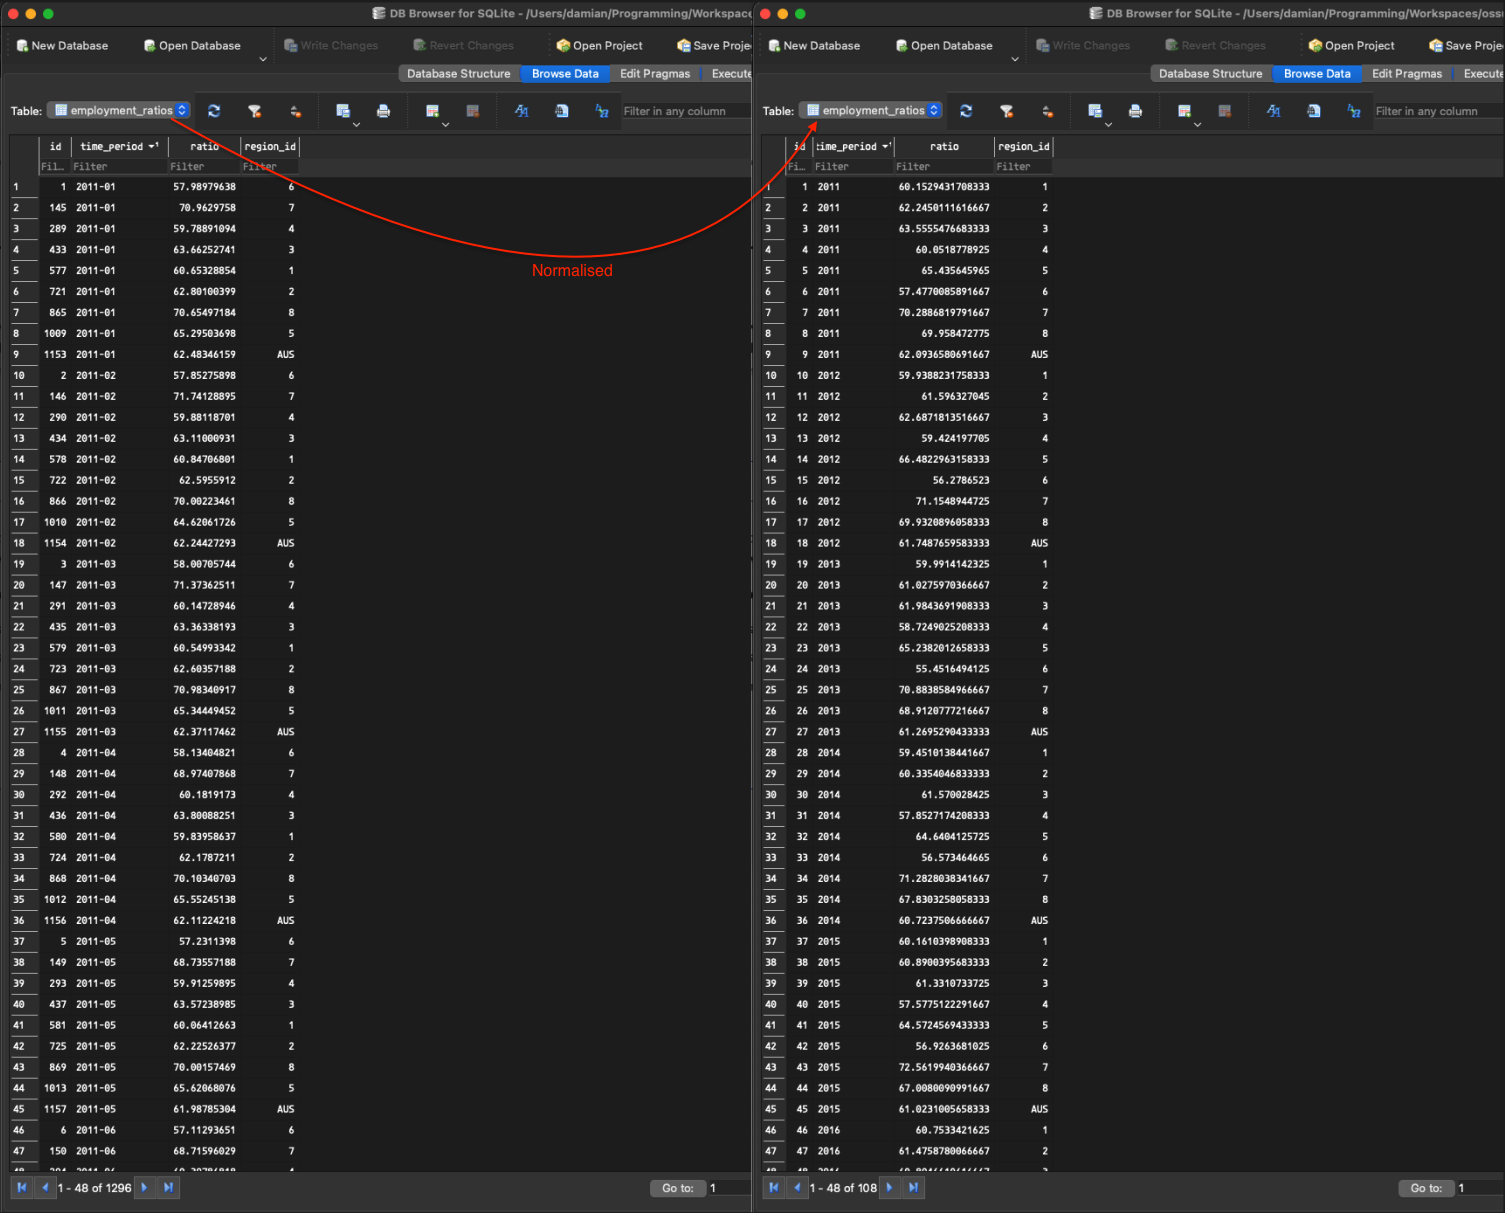 DB Browser for SQLite - /Users/damian/Programming/Workspace
New Database Open Database Write Changes Revert Changes Open Project Save Proje
Database Structure Browse Data Edit Pragmas Execute
Table: employment_ratios Filter in any column
id time_period ratio region_id
Fil... Filter Filter Filter
1 1 2011-01 57.98979638 6
2 145 2011-01 70.9629758 7
3 289 2011-01 59.78891094 4
4 433 2011-01 63.66252741 3
5 577 2011-01 60.65328854 1
6 721 2011-01 62.80100399 2
7 865 2011-01 70.65497184 8
8 1009 2011-01 65.29503698 5
9 1153 2011-01 62.48346159 AUS
10 2 2011-02 57.85275898 6
11 146 2011-02 71.74128895 7
12 290 2011-02 59.88118701 4
13 434 2011-02 63.11000931 3
14 578 2011-02 60.84706801 1
15 722 2011-02 62.5955912 2
16 866 2011-02 70.00223461 8
17 1010 2011-02 64.62061726 5
18 1154 2011-02 62.24427293 AUS
19 3 2011-03 58.00705744 6
20 147 2011-03 71.37362511 7
21 291 2011-03 60.14728946 4
22 435 2011-03 63.36338193 3
23 579 2011-03 60.54993342 1
24 723 2011-03 62.60357188 2
25 867 2011-03 70.98340917 8
26 1011 2011-03 65.34449452 5
27 1155 2011-03 62.37117462 AUS
28 4 2011-04 58.13404821 6
29 148 2011-04 68.97407868 7
30 292 2011-04 60.1819173 4
31 436 2011-04 63.80088251 3
32 580 2011-04 59.83958637 1
33 724 2011-04 62.1787211 2
34 868 2011-04 70.10340703 8
35 1012 2011-04 65.55245138 5
36 1156 2011-04 62.11224218 AUS
37 5 2011-05 57.2311398 6
38 149 2011-05 68.73557188 7
39 293 2011-05 59.91259895 4
40 437 2011-05 63.57238985 3
41 581 2011-05 60.06412663 1
42 725 2011-05 62.22526377 2
43 869 2011-05 70.00157469 8
44 1013 2011-05 65.62068076 5
45 1157 2011-05 61.98785304 AUS
46 6 2011-06 57.11293651 6
47 150 2011-06 68.71596029 7
1 - 48 of 1296 Go to: 1
Normalised
DB Browser for SQLite - /Users/damian/Programming/Workspaces/oss
New Database Open Database Write Changes Revert Changes Open Project Save Proje
Database Structure Browse Data Edit Pragmas Execute
Table: employment_ratios Filter in any column
id time_period ratio region_id
Fi... Filter Filter Filter
1 1 2011 60.1529431708333 1
2 2 2011 62.2450111616667 2
3 3 2011 63.5555476683333 3
4 4 2011 60.0518778925 4
5 5 2011 65.435645965 5
6 6 2011 57.4770085891667 6
7 7 2011 70.2886819791667 7
8 8 2011 69.958472775 8
9 9 2011 62.0936580691667 AUS
10 10 2012 59.9388231758333 1
11 11 2012 61.596327045 2
12 12 2012 62.6871813516667 3
13 13 2012 59.424197705 4
14 14 2012 66.4822963158333 5
15 15 2012 56.2786523 6
16 16 2012 71.1548944725 7
17 17 2012 69.9320896058333 8
18 18 2012 61.7487659583333 AUS
19 19 2013 59.9914142325 1
20 20 2013 61.0275970366667 2
21 21 2013 61.9843691908333 3
22 22 2013 58.7249025208333 4
23 23 2013 65.2382012658333 5
24 24 2013 55.4516494125 6
25 25 2013 70.8838584966667 7
26 26 2013 68.9120777216667 8
27 27 2013 61.2695290433333 AUS
28 28 2014 59.4510138441667 1
29 29 2014 60.3354046833333 2
30 30 2014 61.570028425 3
31 31 2014 57.8527174208333 4
32 32 2014 64.6404125725 5
33 33 2014 56.573464665 6
34 34 2014 71.2828038341667 7
35 35 2014 67.8303258058333 8
36 36 2014 60.7237506666667 AUS
37 37 2015 60.1610398908333 1
38 38 2015 60.8900395683333 2
39 39 2015 61.3310733725 3
40 40 2015 57.5775122291667 4
41 41 2015 64.5724569433333 5
42 42 2015 56.9263681025 6
43 43 2015 72.5619940366667 7
44 44 2015 67.0080090991667 8
45 45 2015 61.0231005658333 AUS
46 46 2016 60.7533421625 1
47 47 2016 61.4758780066667 2
1 - 48 of 108 Go to: 1